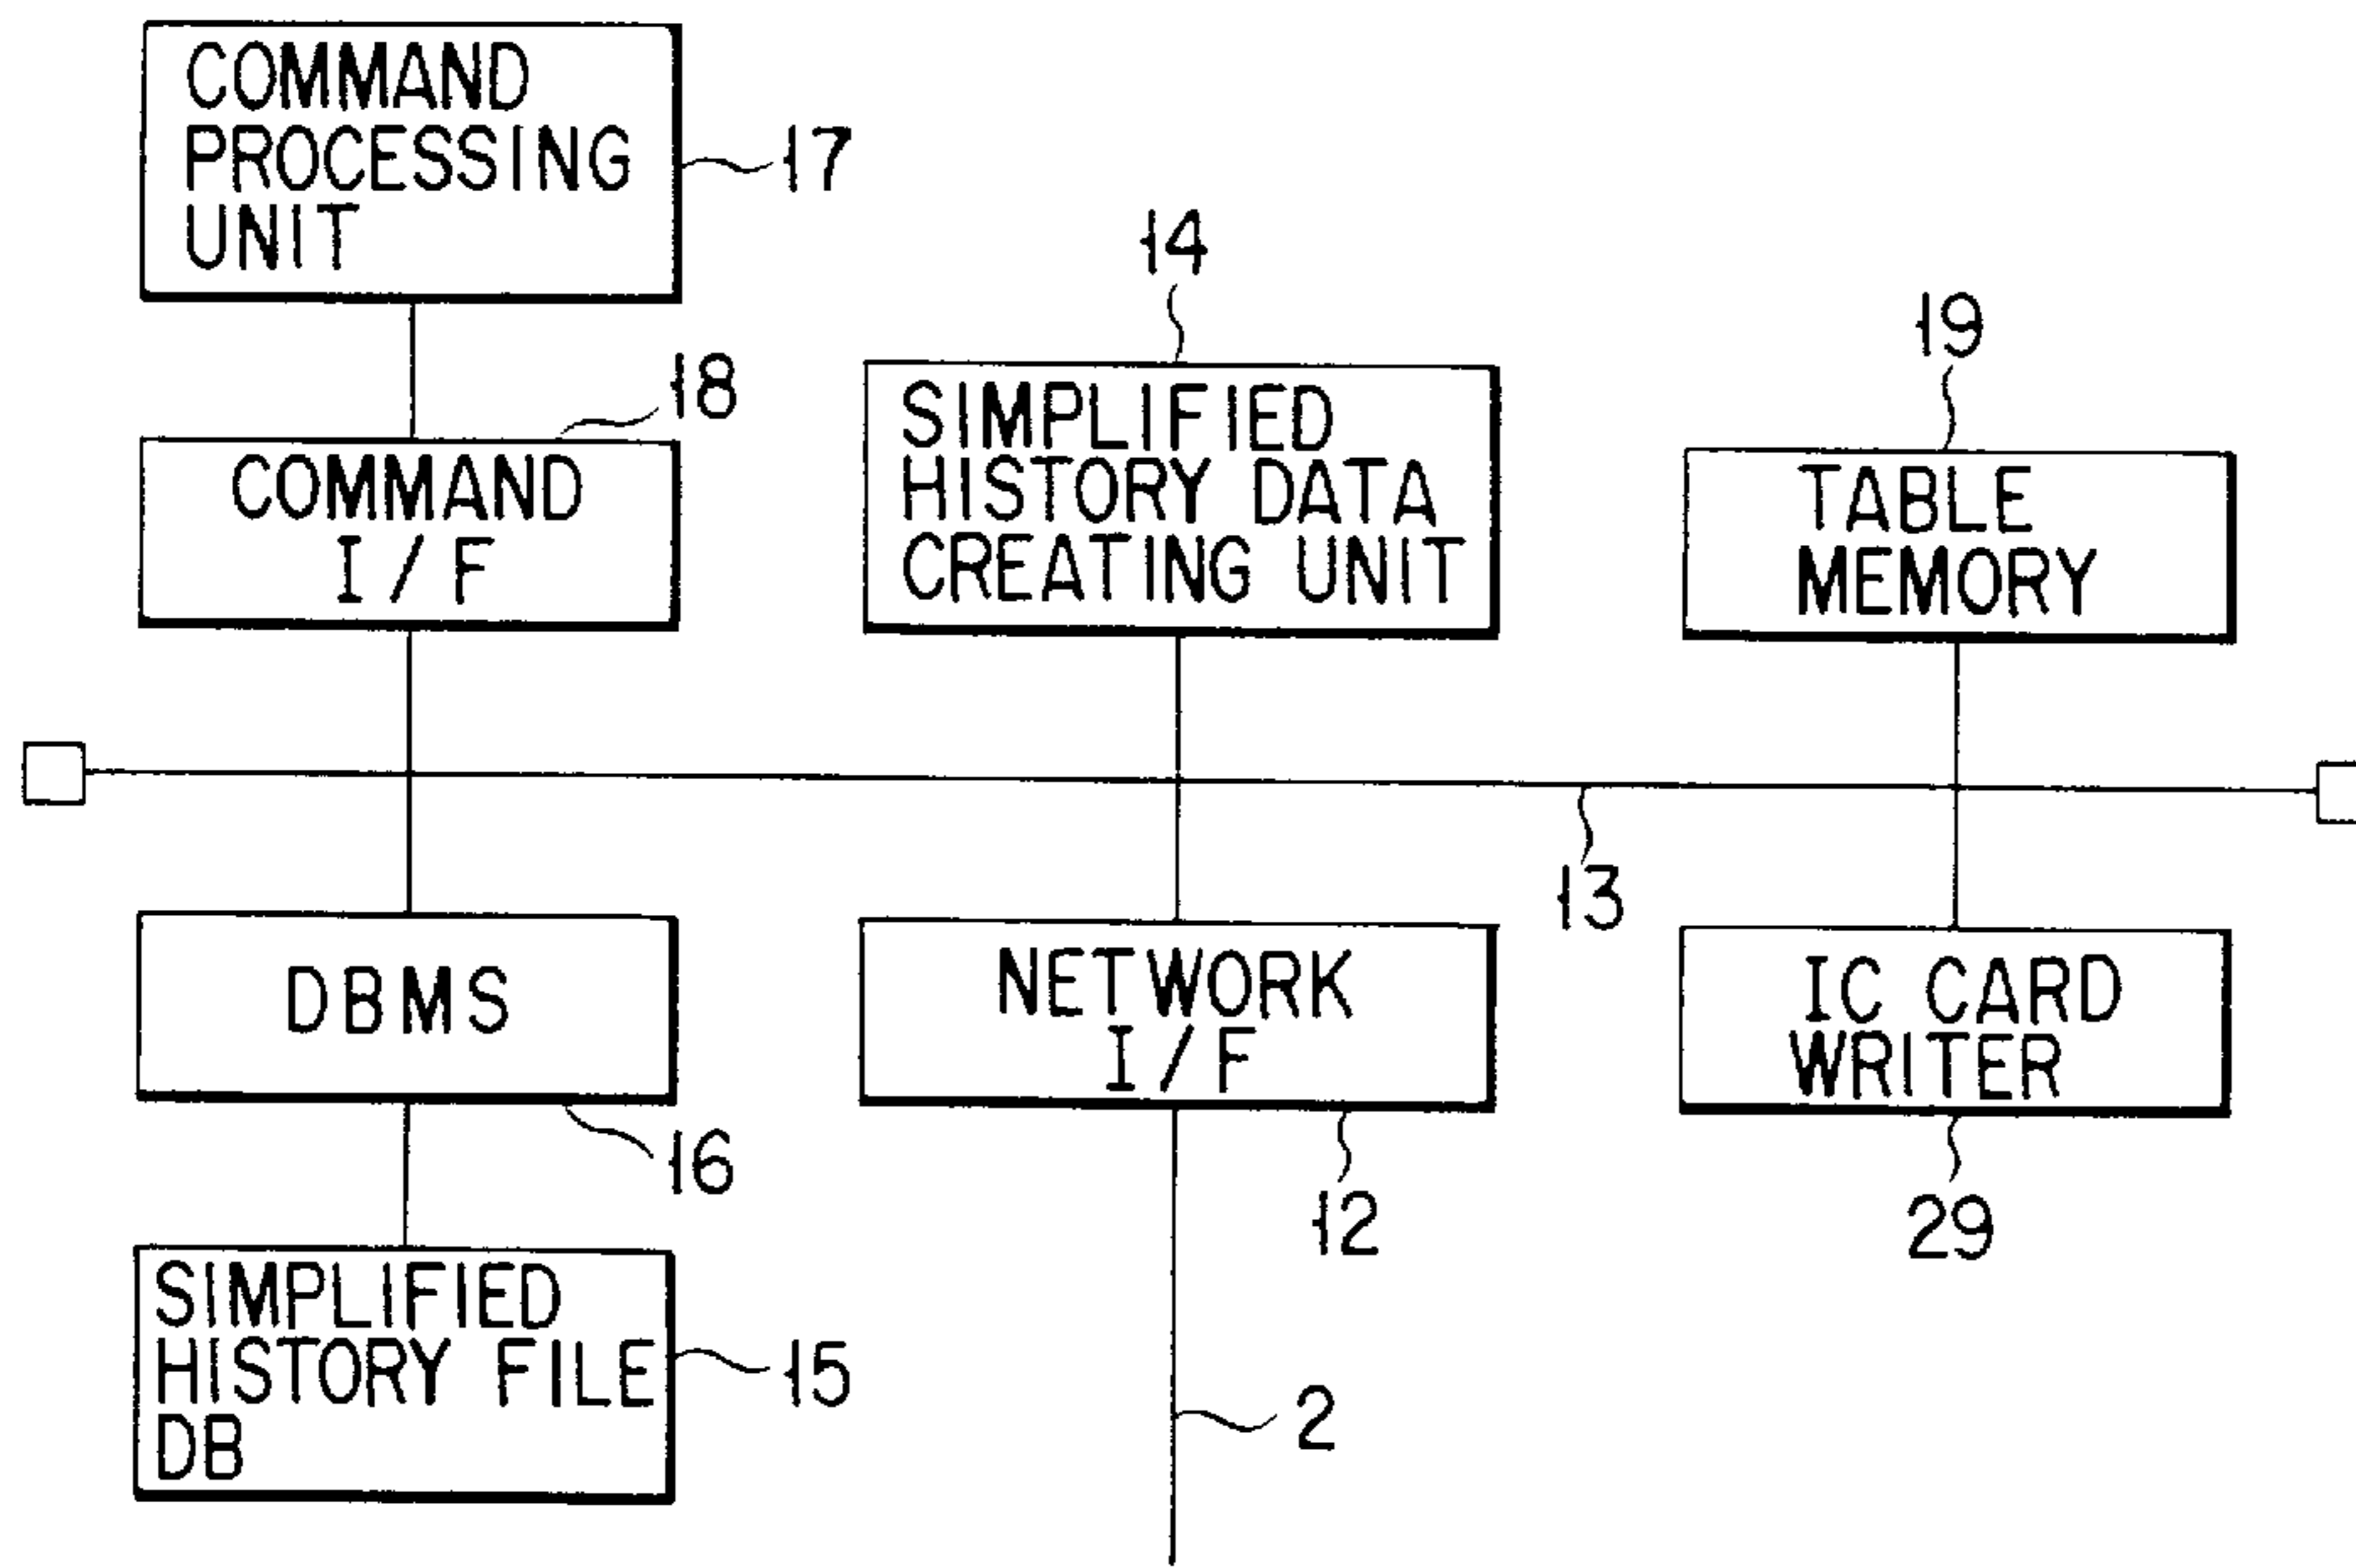 COMMAND
PROCESSING
UNIT
17
14
19
18
COMMAND
I/F
SIMPLIFIED
HISTORY DATA
CREATING UNIT
TABLE
MEMORY
13
DBMS
NETWORK
I/F
IC CARD
WRITER
16
12
29
SIMPLIFIED
HISTORY FILE
DB
15
2